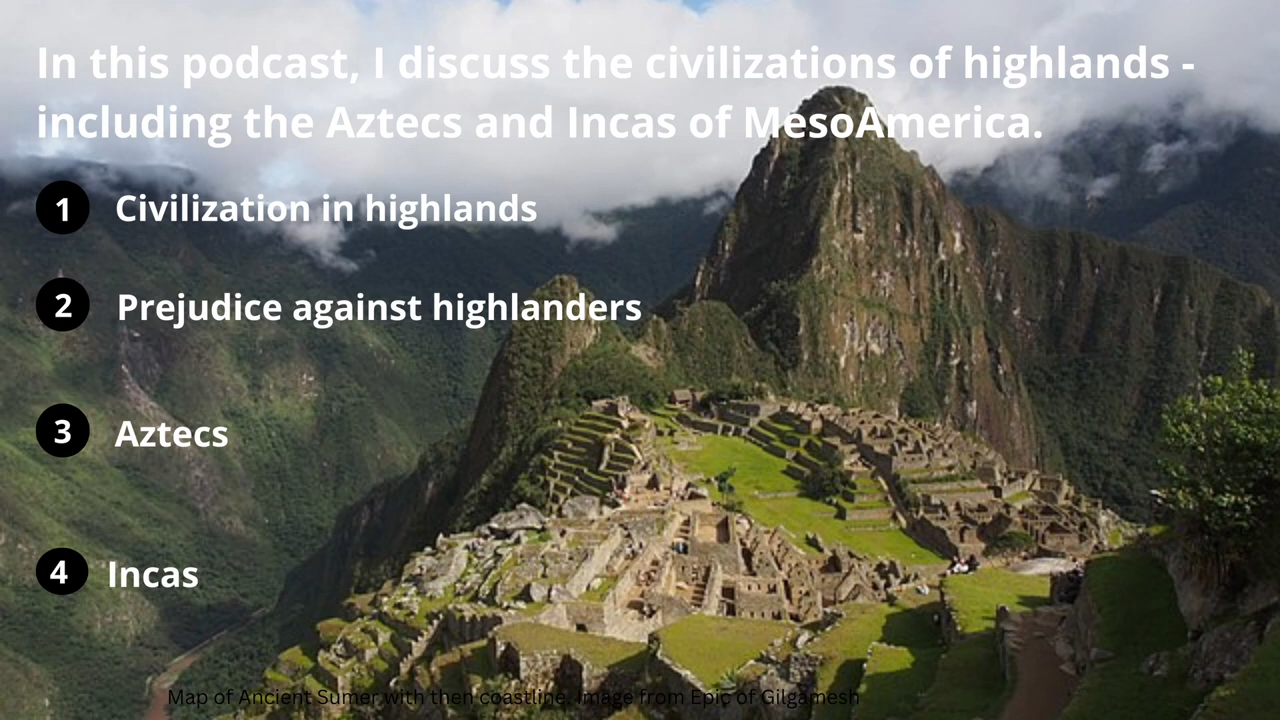 In this podcast, I discuss the civilizations of highlands -
including the Aztecs and Incas of MesoAmerica.
1 Civilization in highlands
2 Prejudice against highlanders
3 Aztecs
4 Incas
Map of Ancient Sumer with then coastline. Image from Epic of Gilgamesh